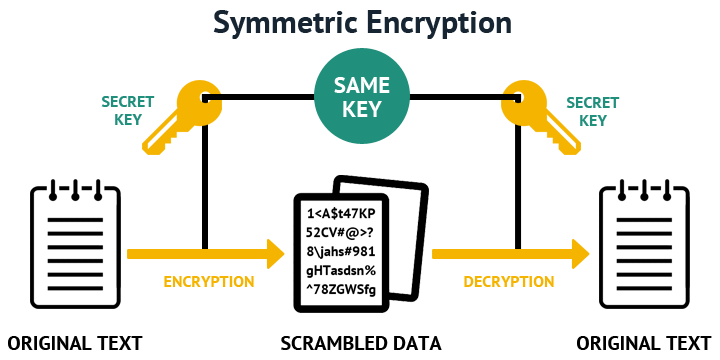 Symmetric Encryption
SECRET
KEY
SAME
KEY
SECRET
KEY
1<A$t47KP
52CV#@>?
8\jahs#981
gHTasdsn%
^78ZGWSfg
ENCRYPTION
DECRYPTION
ORIGINAL TEXT
SCRAMBLED DATA
ORIGINAL TEXT